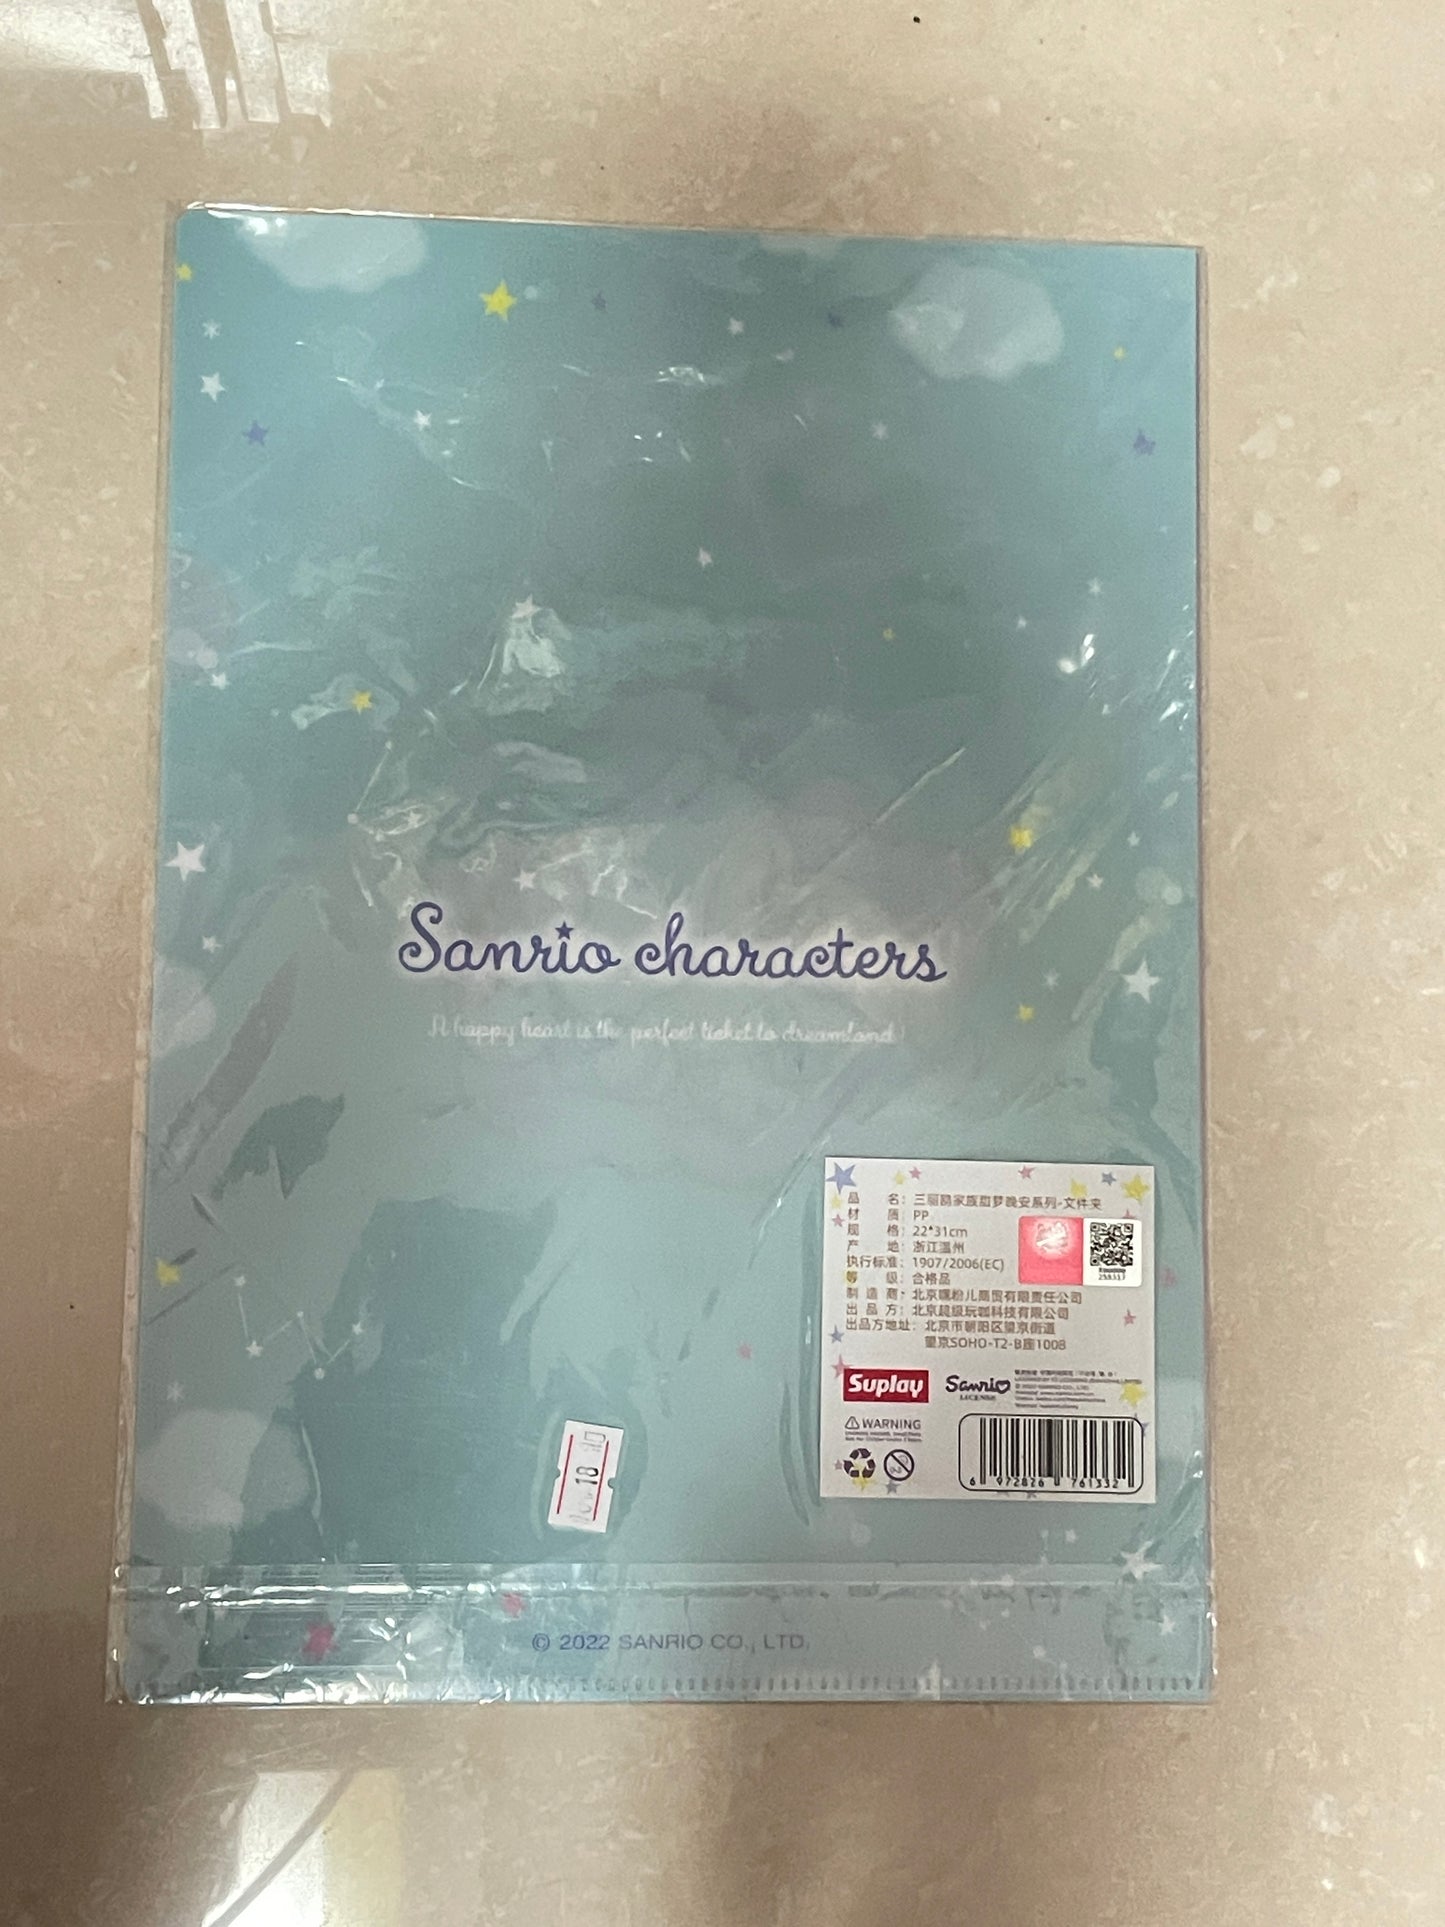 Sanrio characters
A happy heart is the perfect ticket to dreamland!
品 名：三丽鸥家族甜梦晚安系列-文件夹
材 质：PP
规 格：22*31cm
产 地：浙江温州
执行标准：1907/2006(EC)
等 级：合格品
制 造 商：北京嘿粉儿商贸有限责任公司
出 品 方：北京超级玩咖科技有限公司
出品方地址：北京市朝阳区望京街道
望京SOHO-T2-B座1008
Suplay
Sanrio
LICENSE
WARNING
0-3
6 972826 761332
18
© 2022 SANRIO CO., LTD.